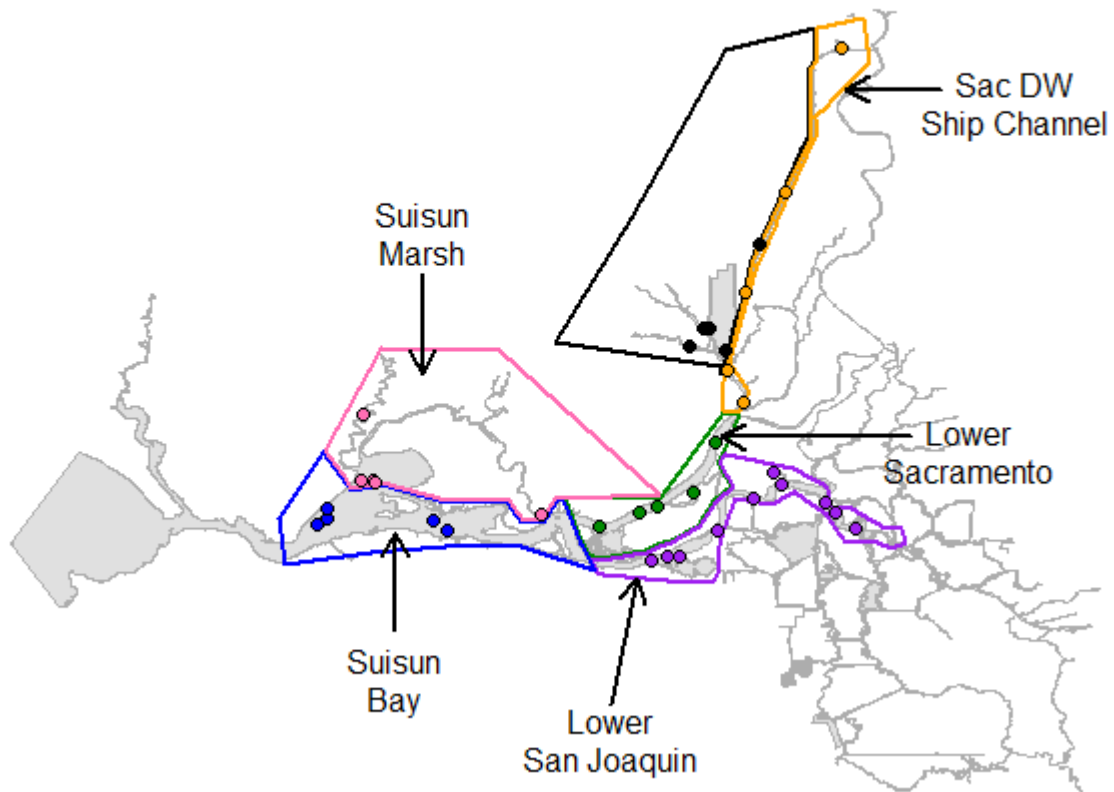 Sac DW
Ship Channel
Suisun
Marsh
Lower
Sacramento
Suisun
Bay
Lower
San Joaquin